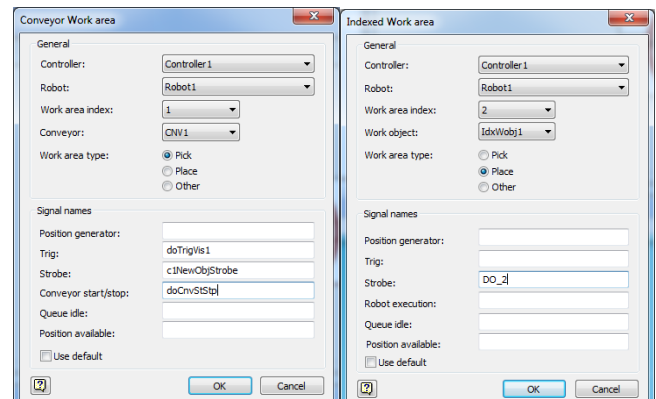 Conveyor Work area
General
Controller: Controller1
Robot: Robot1
Work area index: 1
Conveyor: CNV1
Work area type: Pick
Place
Other
Signal names
Position generator:
Trig: doTrigVis1
Strobe: c1NewObjStrobe
Conveyor start/stop: doCnvStStp
Queue idle:
Position available:
Use default
? OK Cancel
Indexed Work area
General
Controller: Controller1
Robot: Robot1
Work area index: 2
Work object: IdxWobj1
Work area type: Pick
Place
Other
Signal names
Position generator:
Trig:
Strobe: DO_2
Robot execution:
Queue idle:
Position available:
Use default
? OK Cancel